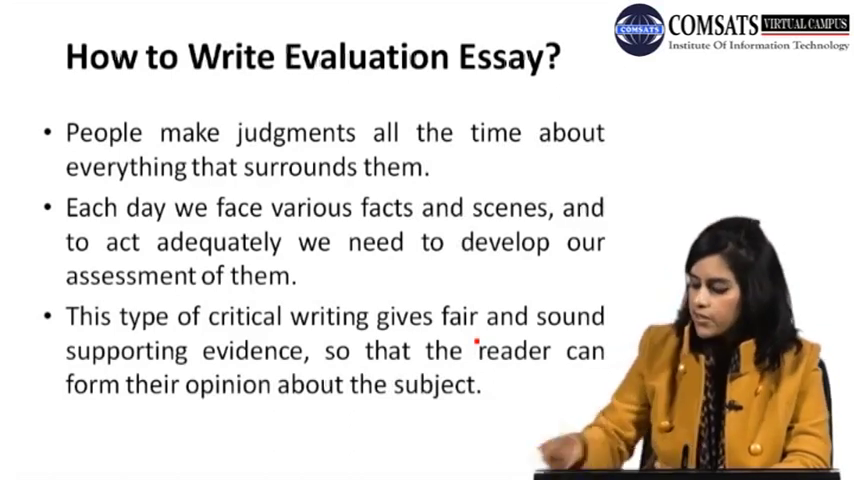 COMSATS VIRTUAL CAMPUS
Institute Of Information Technology
COMSATS
How to Write Evaluation Essay?
• People make judgments all the time about
everything that surrounds them.
• Each day we face various facts and scenes, and
to act adequately we need to develop our
assessment of them.
• This type of critical writing gives fair and sound
supporting evidence, so that the reader can
form their opinion about the subject.